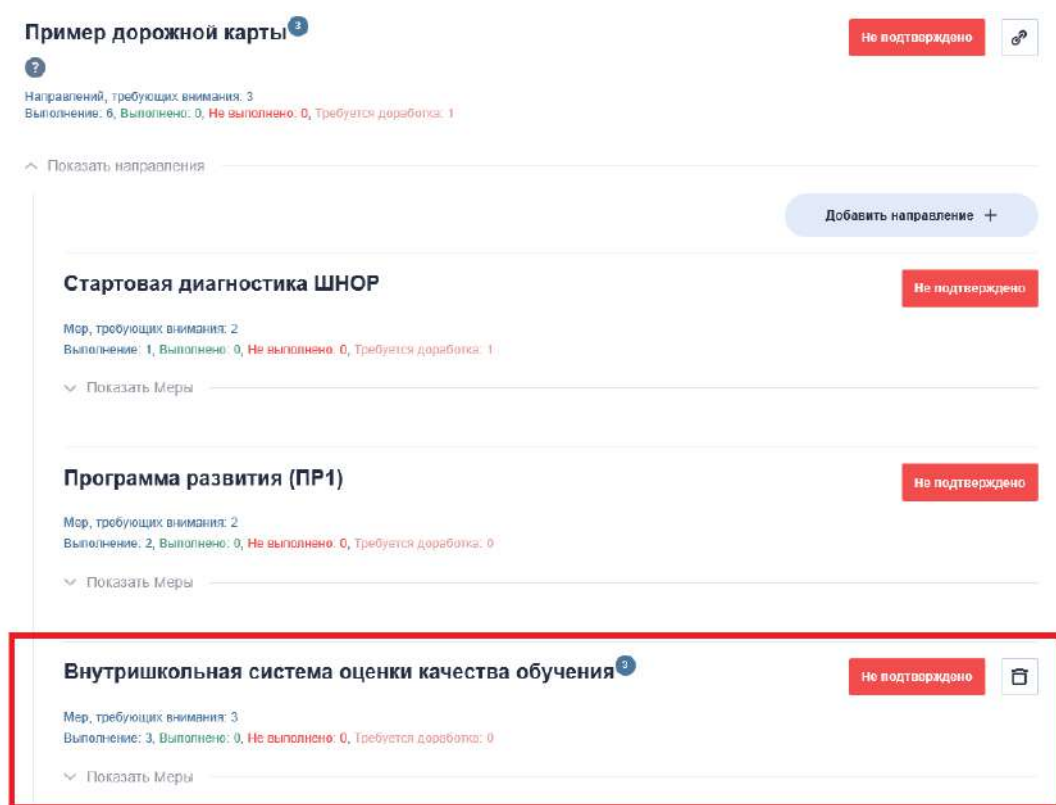 Пример дорожной карты 3
Не подтверждено
?
Направлений, требующих внимания: 3
Выполнение: 6, Выполнено: 0, Не выполнено: 0, Требуется доработка: 1
Показать направления
Добавить направление +
Стартовая диагностика ШНОР
Не подтверждено
Мер, требующих внимания: 2
Выполнение: 1, Выполнено: 0, Не выполнено: 0, Требуется доработка: 1
Показать Меры
Программа развития (ПР1)
Не подтверждено
Мер, требующих внимания: 2
Выполнение: 2, Выполнено: 0, Не выполнено: 0, Требуется доработка: 0
Показать Меры
Внутришкольная система оценки качества обучения 3
Не подтверждено
Мер, требующих внимания: 3
Выполнение: 3, Выполнено: 0, Не выполнено: 0, Требуется доработка: 0
Показать Меры